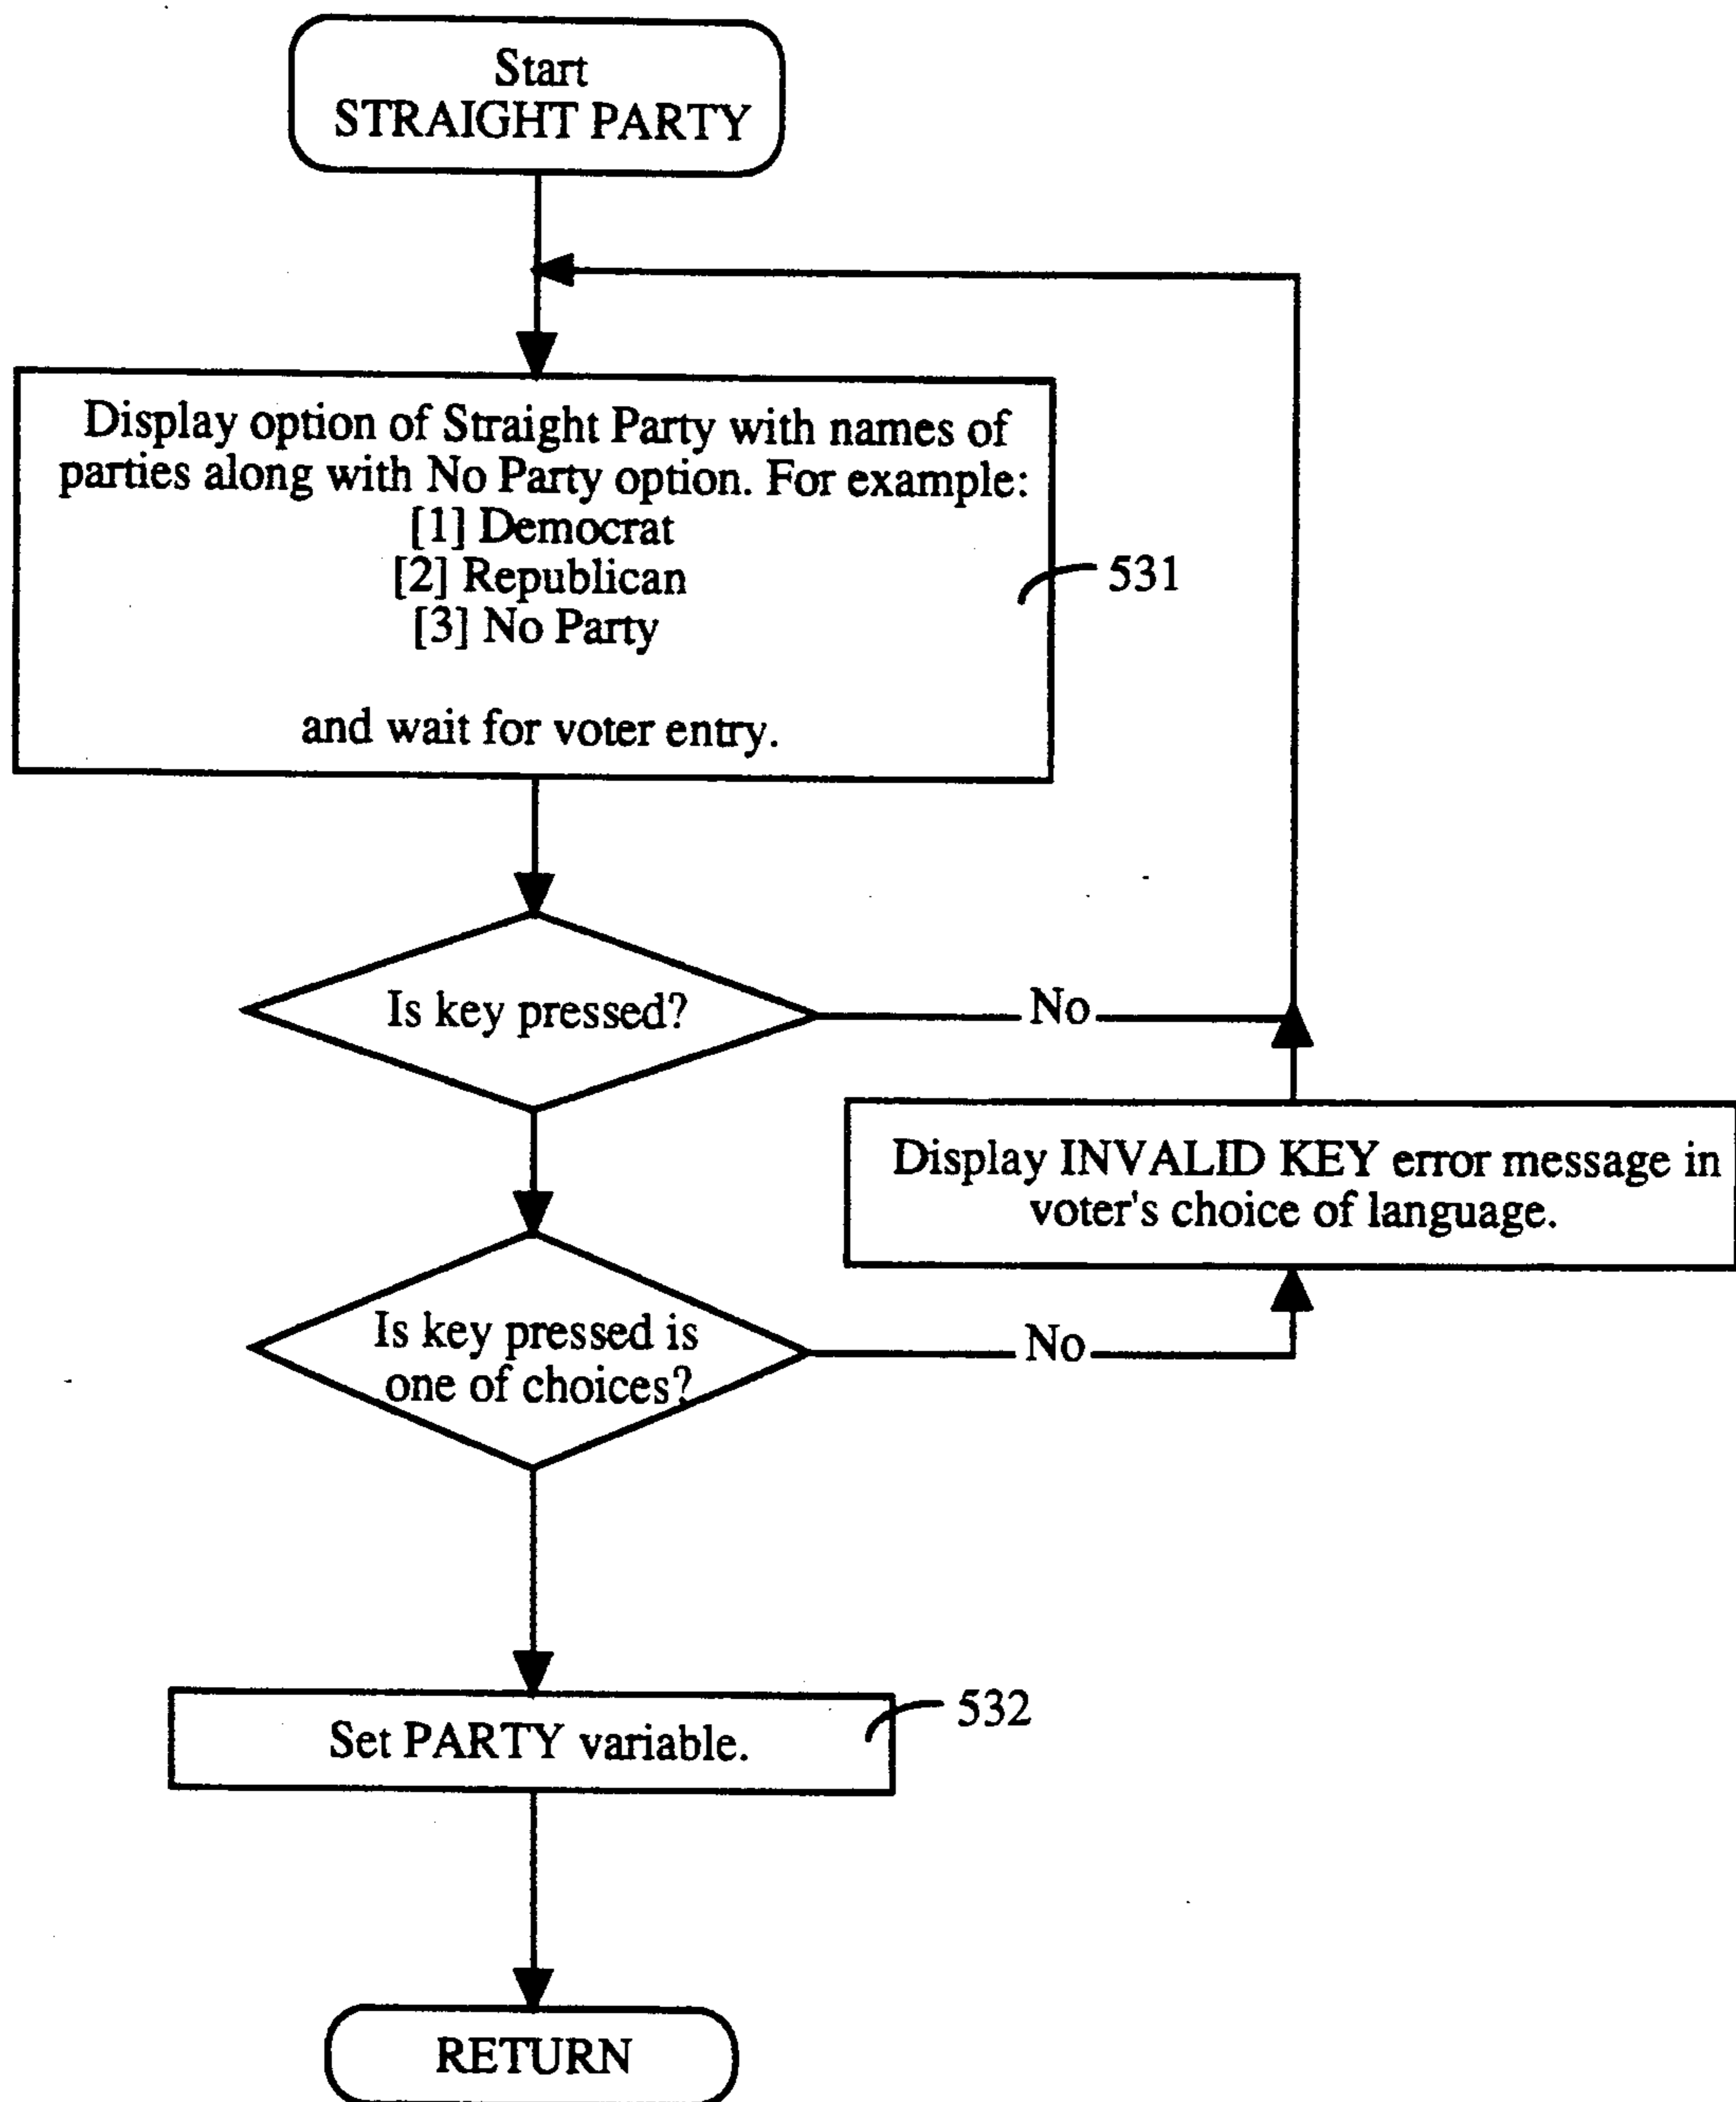 Start
STRAIGHT PARTY
Display option of Straight Party with names of
parties along with No Party option. For example:
[1] Democrat
[2] Republican
[3] No Party
and wait for voter entry.
531
Is key pressed?
No
Display INVALID KEY error message in
voter's choice of language.
Is key pressed is
one of choices?
No
Set PARTY variable.
532
RETURN